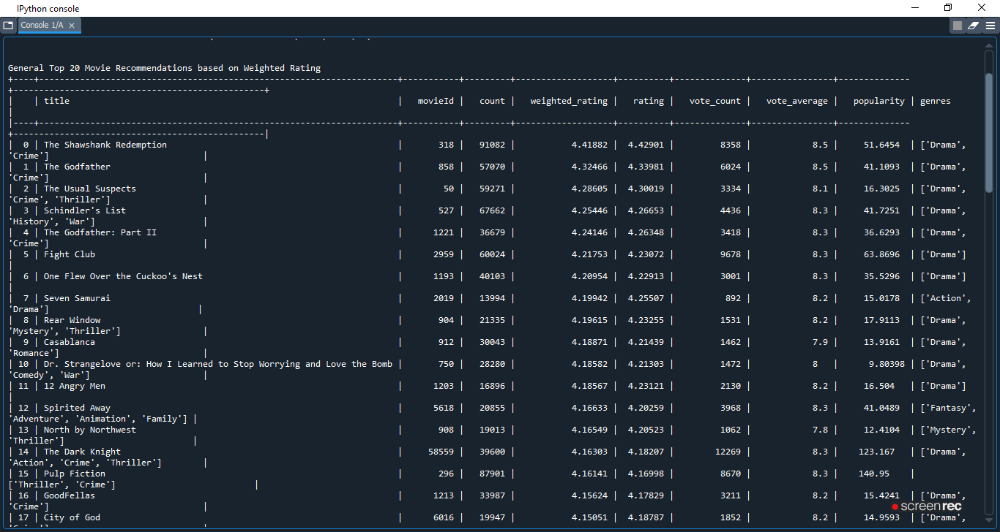 IPython console
Console 1/A
General Top 20 Movie Recommendations based on Weighted Rating
+----+----------------------------------------------------------------------+-----------+---------+-------------------+----------+--------------+----------------+--------------
+-------------------------------------------------+
|    | title                                                                |   movieId |   count |   weighted_rating |   rating |   vote_count |   vote_average |   popularity | genres
|
|----+----------------------------------------------------------------------+-----------+---------+-------------------+----------+--------------+----------------+--------------
+-------------------------------------------------|
|  0 | The Shawshank Redemption | 318 | 91082 | 4.41882 | 4.42901 | 8358 | 8.5 | 51.6454 | ['Drama',
'Crime'] |
|  1 | The Godfather | 858 | 57070 | 4.32466 | 4.33981 | 6024 | 8.5 | 41.1093 | ['Drama',
'Crime'] |
|  2 | The Usual Suspects | 50 | 59271 | 4.28605 | 4.30019 | 3334 | 8.1 | 16.3025 | ['Drama',
'Crime', 'Thriller'] |
|  3 | Schindler's List | 527 | 67662 | 4.25446 | 4.26653 | 4436 | 8.3 | 41.7251 | ['Drama',
'History', 'War'] |
|  4 | The Godfather: Part II | 1221 | 36679 | 4.24146 | 4.26348 | 3418 | 8.3 | 36.6293 | ['Drama',
'Crime'] |
|  5 | Fight Club | 2959 | 60024 | 4.21753 | 4.23072 | 9678 | 8.3 | 63.8696 | ['Drama']
|
|  6 | One Flew Over the Cuckoo's Nest | 1193 | 40103 | 4.20954 | 4.22913 | 3001 | 8.3 | 35.5296 | ['Drama']
|
|  7 | Seven Samurai | 2019 | 13994 | 4.19942 | 4.25507 | 892 | 8.2 | 15.0178 | ['Action',
'Drama'] |
|  8 | Rear Window | 904 | 21335 | 4.19615 | 4.23255 | 1531 | 8.2 | 17.9113 | ['Drama',
'Mystery', 'Thriller'] |
|  9 | Casablanca | 912 | 30043 | 4.18871 | 4.21439 | 1462 | 7.9 | 13.9161 | ['Drama',
'Romance'] |
| 10 | Dr. Strangelove or: How I Learned to Stop Worrying and Love the Bomb | 750 | 28280 | 4.18582 | 4.21303 | 1472 | 8 | 9.80398 | ['Drama',
'Comedy', 'War'] |
| 11 | 12 Angry Men | 1203 | 16896 | 4.18567 | 4.23121 | 2130 | 8.2 | 16.504 | ['Drama']
|
| 12 | Spirited Away | 5618 | 20855 | 4.16633 | 4.20259 | 3968 | 8.3 | 41.0489 | ['Fantasy',
'Adventure', 'Animation', 'Family'] |
| 13 | North by Northwest | 908 | 19013 | 4.16549 | 4.20523 | 1062 | 7.8 | 12.4104 | ['Mystery',
'Thriller'] |
| 14 | The Dark Knight | 58559 | 39600 | 4.16303 | 4.18207 | 12269 | 8.3 | 123.167 | ['Drama',
'Action', 'Crime', 'Thriller'] |
| 15 | Pulp Fiction | 296 | 87901 | 4.16141 | 4.16998 | 8670 | 8.3 | 140.95 |
['Thriller', 'Crime'] |
| 16 | GoodFellas | 1213 | 33987 | 4.15624 | 4.17829 | 3211 | 8.2 | 15.4241 | ['Drama',
'Crime'] |
| 17 | City of God | 6016 | 19947 | 4.15051 | 4.18787 | 1852 | 8.2 | 14.9593 | ['Drama',
screenrec